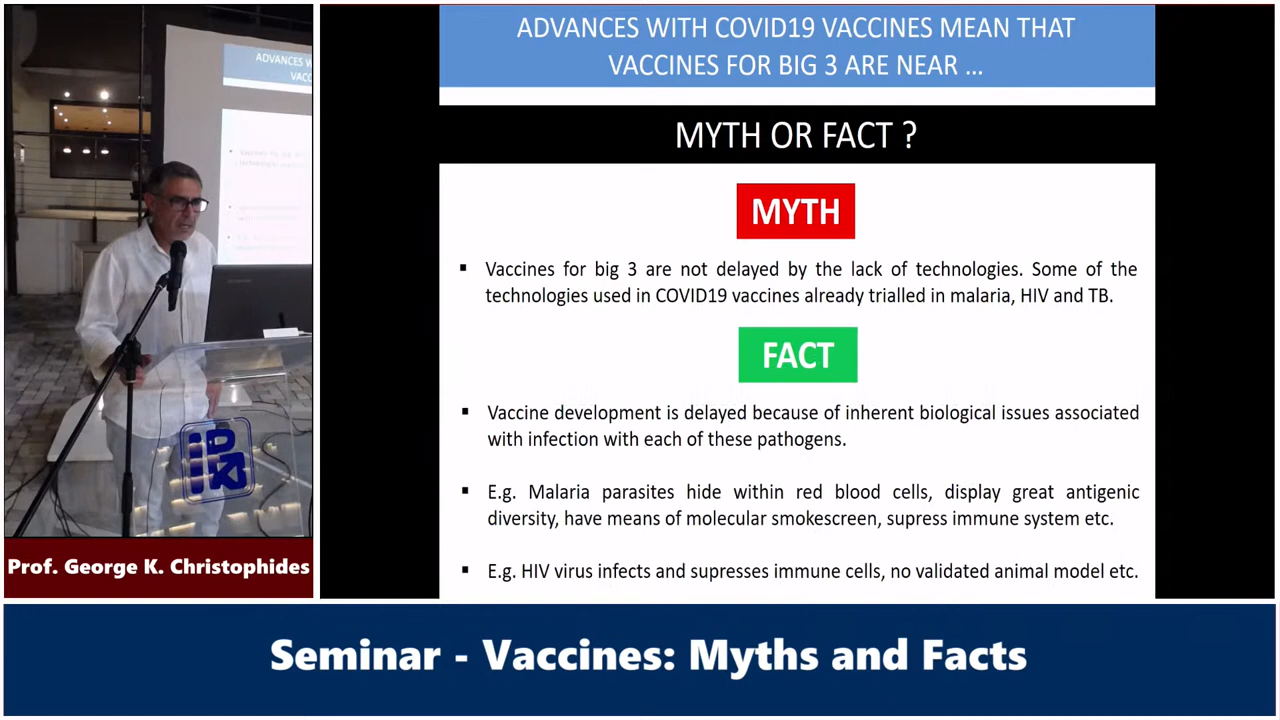 ADVANCES WITH COVID19 VACCINES MEAN THAT
VACCINES FOR BIG 3 ARE NEAR ...
MYTH OR FACT ?
MYTH
▪ Vaccines for big 3 are not delayed by the lack of technologies. Some of the
technologies used in COVID19 vaccines already trialled in malaria, HIV and TB.
FACT
▪ Vaccine development is delayed because of inherent biological issues associated
with infection with each of these pathogens.
▪ E.g. Malaria parasites hide within red blood cells, display great antigenic
diversity, have means of molecular smokescreen, supress immune system etc.
▪ E.g. HIV virus infects and supresses immune cells, no validated animal model etc.
ADVANCES W
VACC
Prof. George K. Christophides
Seminar - Vaccines: Myths and Facts